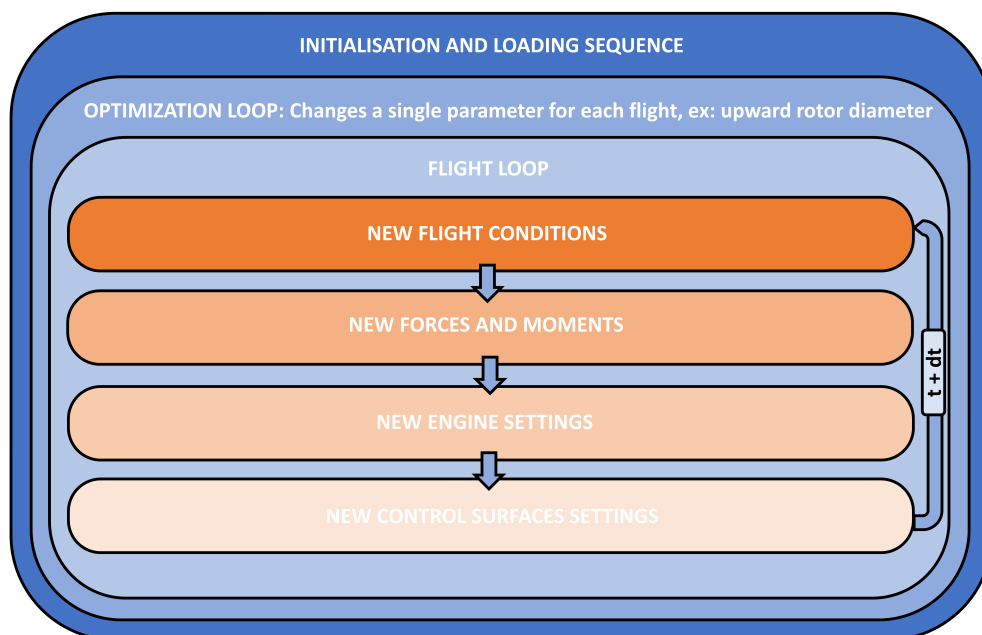 INITIALISATION AND LOADING SEQUENCE
OPTIMIZATION LOOP: Changes a single parameter for each flight, ex: upward rotor diameter
FLIGHT LOOP
NEW FLIGHT CONDITIONS
NEW FORCES AND MOMENTS
NEW ENGINE SETTINGS
NEW CONTROL SURFACES SETTINGS
t + dt